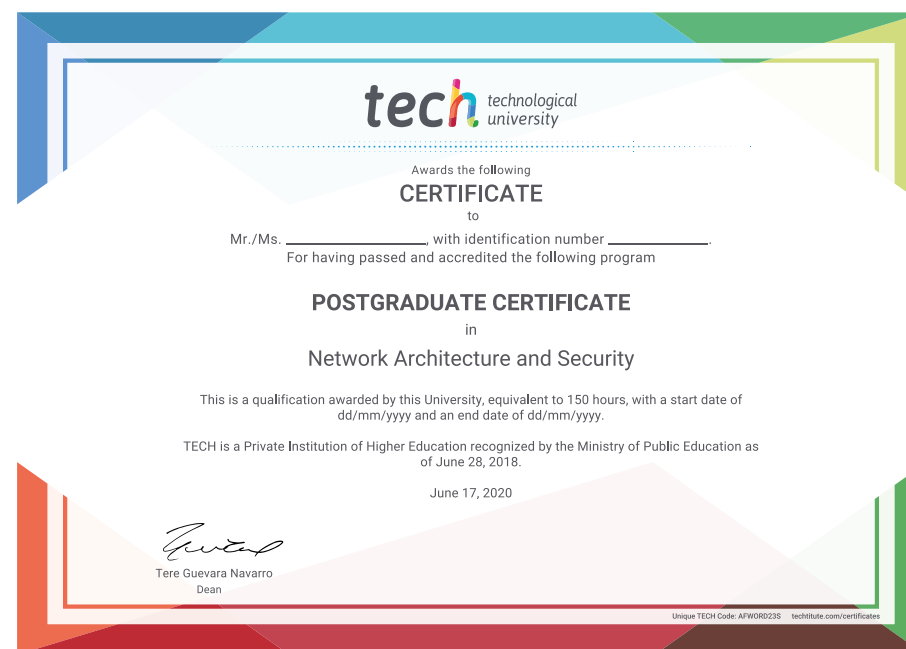 tech technological
university
Awards the following
CERTIFICATE
to
Mr./Ms. ____________________, with identification number ______________.
For having passed and accredited the following program
POSTGRADUATE CERTIFICATE
in
Network Architecture and Security
This is a qualification awarded by this University, equivalent to 150 hours, with a start date of
dd/mm/yyyy and an end date of dd/mm/yyyy.
TECH is a Private Institution of Higher Education recognized by the Ministry of Public Education as
of June 28, 2018.
June 17, 2020
Tere Guevara Navarro
Dean
Unique TECH Code: AFWORD23S techtitute.com/certificates